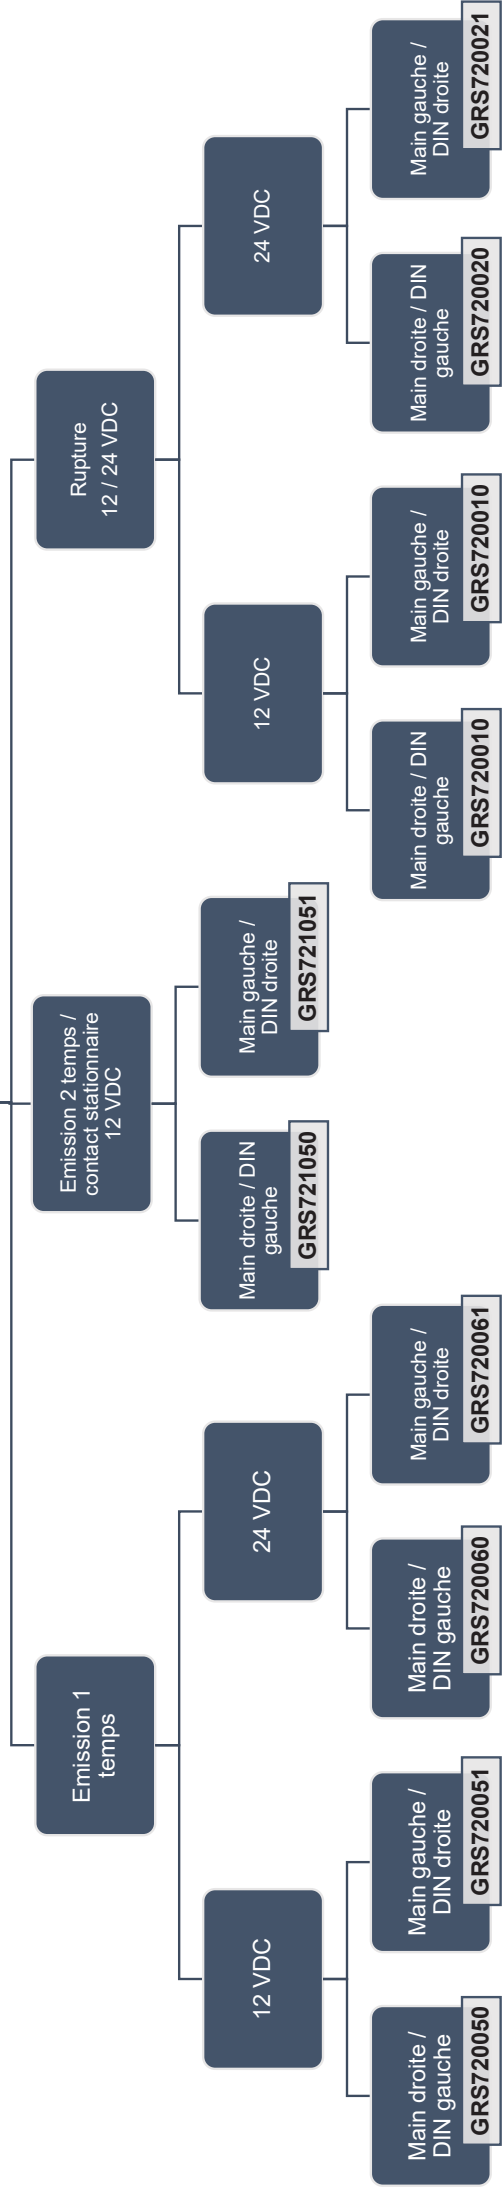 Emission 1
temps
Emission 2 temps /
contact stationnaire
12 VDC
Rupture
12 / 24 VDC
12 VDC
24 VDC
Main droite / DIN
gauche
GRS721050
Main gauche /
DIN droite
GRS721051
12 VDC
24 VDC
Main droite /
DIN gauche
GRS720050
Main gauche /
DIN droite
GRS720051
Main droite /
DIN gauche
GRS720060
Main gauche /
DIN droite
GRS720061
Main droite / DIN
gauche
GRS720010
Main gauche /
DIN droite
GRS720010
Main droite / DIN
gauche
GRS720020
Main gauche /
DIN droite
GRS720021